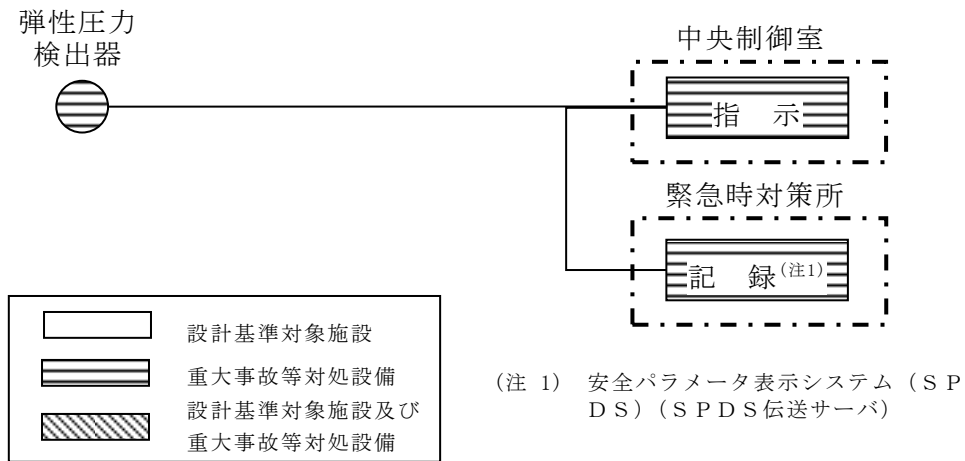 弾性圧力
検出器
中央制御室
指　示
緊急時対策所
記　録(注1)
設計基準対象施設
重大事故等対処設備
設計基準対象施設及び
重大事故等対処設備
(注 1)　安全パラメータ表示システム（ＳＰ
ＤＳ）（ＳＰＤＳ伝送サーバ）